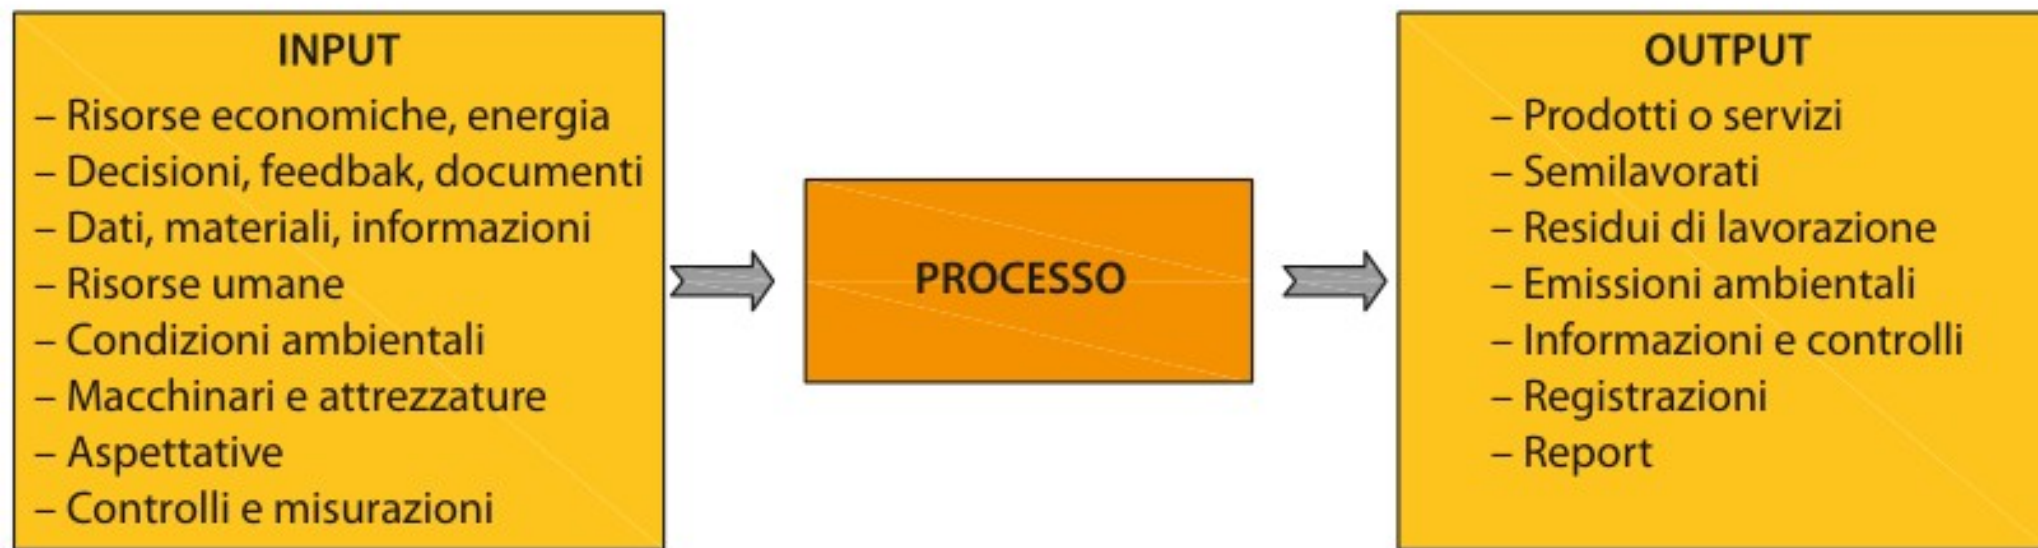 INPUT
– Risorse economiche, energia
– Decisioni, feedbak, documenti
– Dati, materiali, informazioni
– Risorse umane
– Condizioni ambientali
– Macchinari e attrezzature
– Aspettative
– Controlli e misurazioni
PROCESSO
OUTPUT
– Prodotti o servizi
– Semilavorati
– Residui di lavorazione
– Emissioni ambientali
– Informazioni e controlli
– Registrazioni
– Report